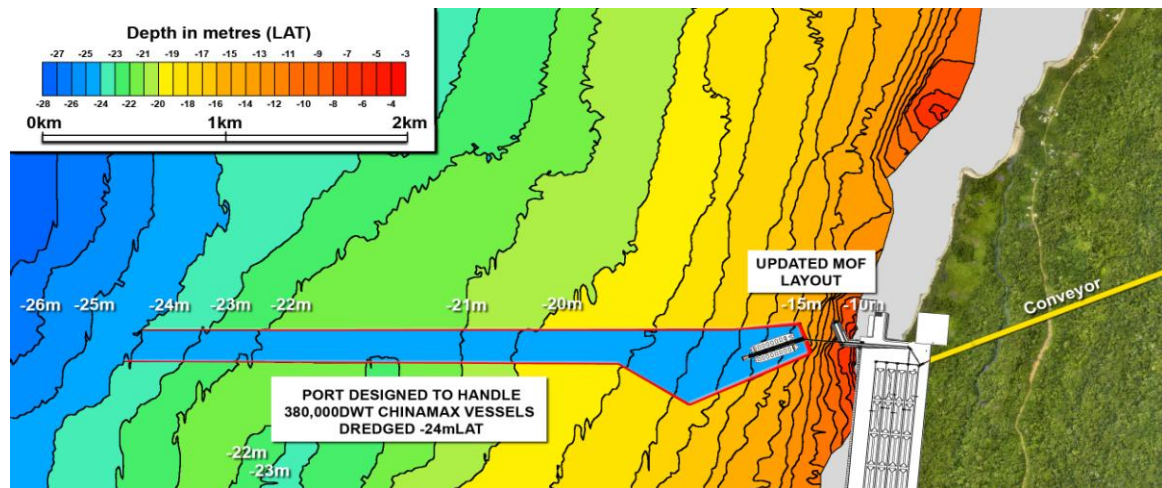 Depth in metres (LAT)
-27 -25 -23 -21 -19 -17 -15 -13 -11 -9 -7 -5 -3
-28 -26 -24 -22 -20 -18 -16 -14 -12 -10 -8 -6 -4
0km 1km 2km
UPDATED MOF
LAYOUT
-26m -25m -24m -23m -22m -21m -20m -15m -10m
Conveyor
PORT DESIGNED TO HANDLE
380,000DWT CHINAMAX VESSELS
DREDGED -24mLAT
-22m
-23m